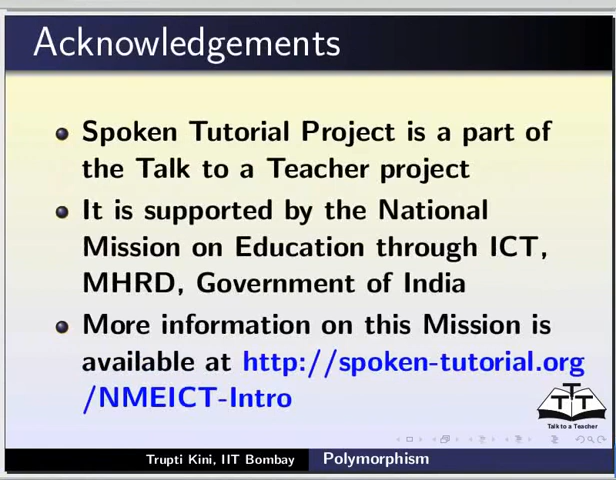 Acknowledgements
Spoken Tutorial Project is a part of
the Talk to a Teacher project
It is supported by the National
Mission on Education through ICT,
MHRD, Government of India
More information on this Mission is
available at http://spoken-tutorial.org
/NMEICT-Intro
TTT
Talk to a Teacher
Trupti Kini, IIT Bombay Polymorphism